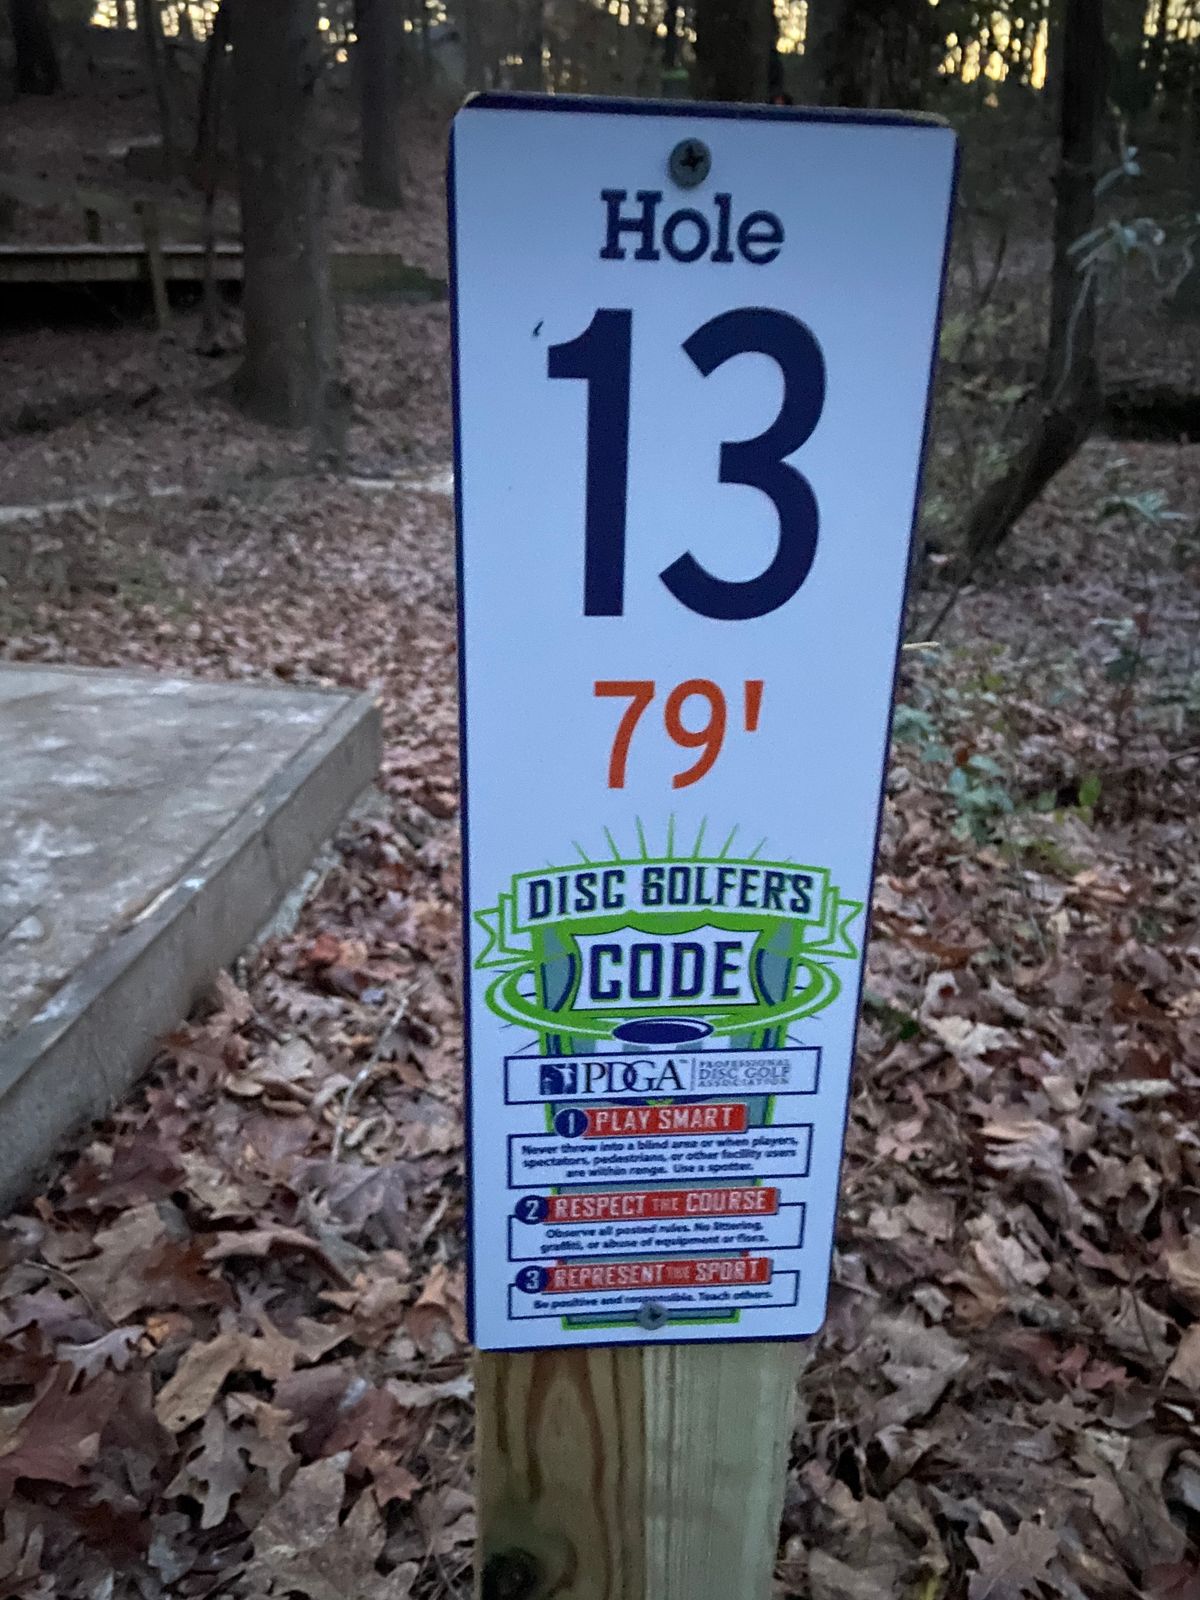 Hole
13
79'
DISC GOLFERS
CODE
PDGA™ PROFESSIONAL
DISC GOLF
ASSOCIATION
1 PLAY SMART
Never throw into a blind area or when players,
spectators, pedestrians, or other facility users
are within range. Use a spotter.
2 RESPECT THE COURSE
Observe all posted rules. No littering,
graffiti, or abuse of equipment or flora.
3 REPRESENT THE SPORT
Be positive and responsible. Teach others.